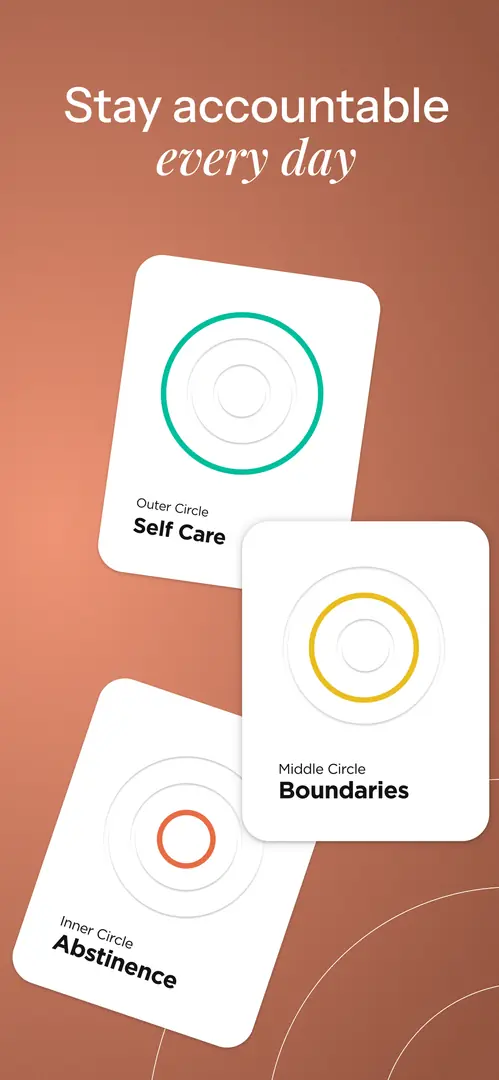 Stay accountable
every day
Outer Circle
Self Care
Middle Circle
Boundaries
Inner Circle
Abstinence